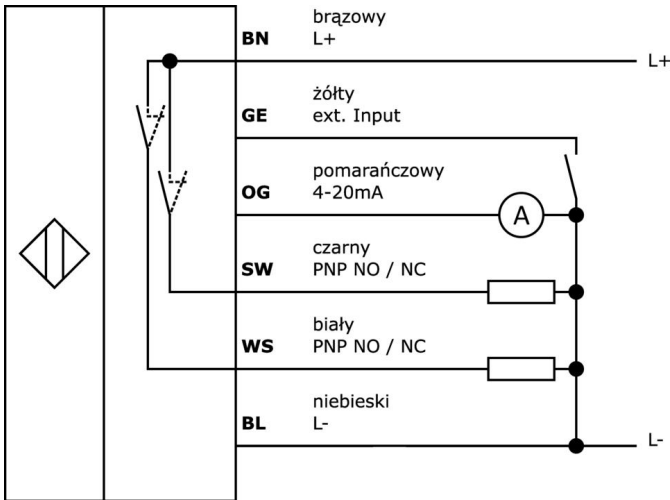 brązowy
BN L+
L+
żółty
GE ext. Input
pomarańczowy
OG 4-20mA
A
czarny
SW PNP NO / NC
biały
WS PNP NO / NC
niebieski
BL L-
L-